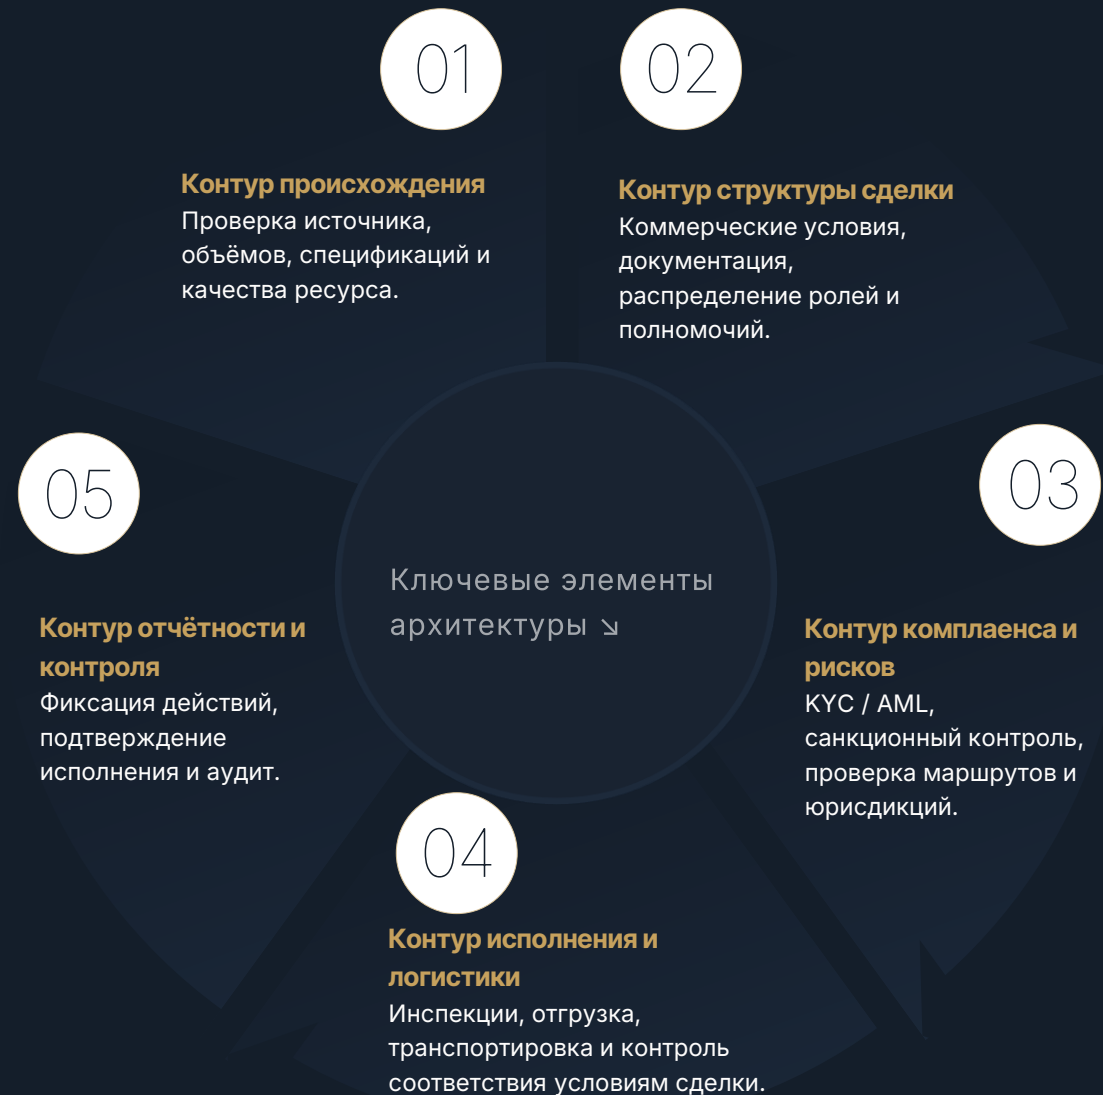 01
Контур происхождения
Проверка источника,
объёмов, спецификаций и
качества ресурса.
02
Контур структуры сделки
Коммерческие условия,
документация,
распределение ролей и
полномочий.
03
Контур комплаенса и
рисков
KYC / AML,
санкционный контроль,
проверка маршрутов и
юрисдикций.
04
Контур исполнения и
логистики
Инспекции, отгрузка,
транспортировка и контроль
соответствия условиям сделки.
05
Контур отчётности и
контроля
Фиксация действий,
подтверждение
исполнения и аудит.
Ключевые элементы
архитектуры ↘